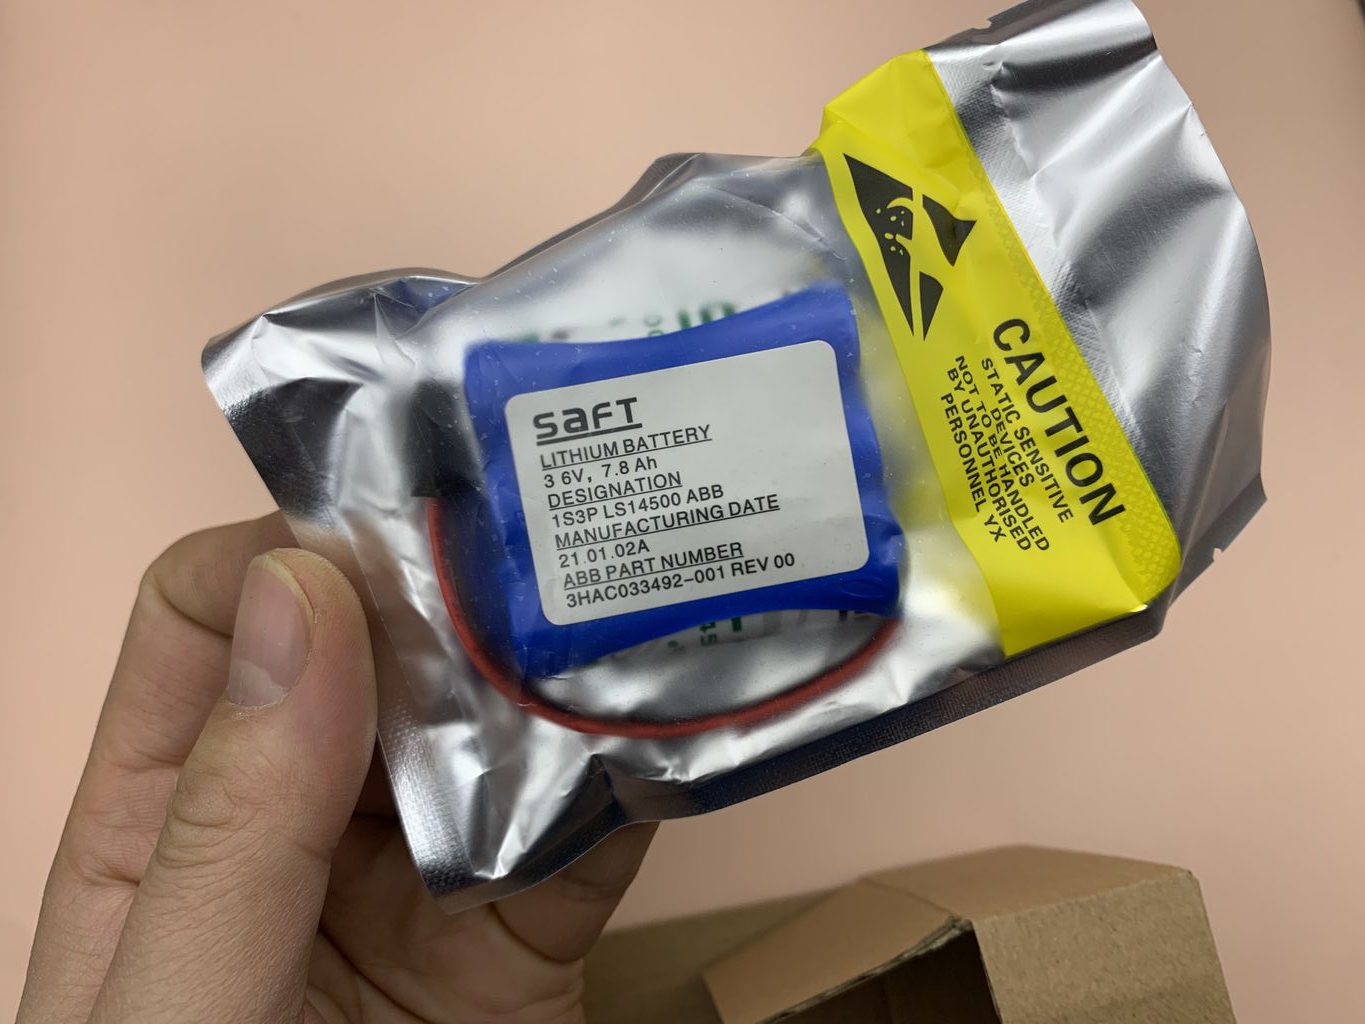 SAFT
LITHIUM BATTERY
3 6V, 7.8 Ah
DESIGNATION
1S3P LS14500 ABB
MANUFACTURING DATE
21.01.02A
ABB PART NUMBER
3HAC033492-001 REV 00
CAUTION
STATIC SENSITIVE
DEVICES
NOT TO BE HANDLED
BY UNAUTHORISED
PERSONNEL YX